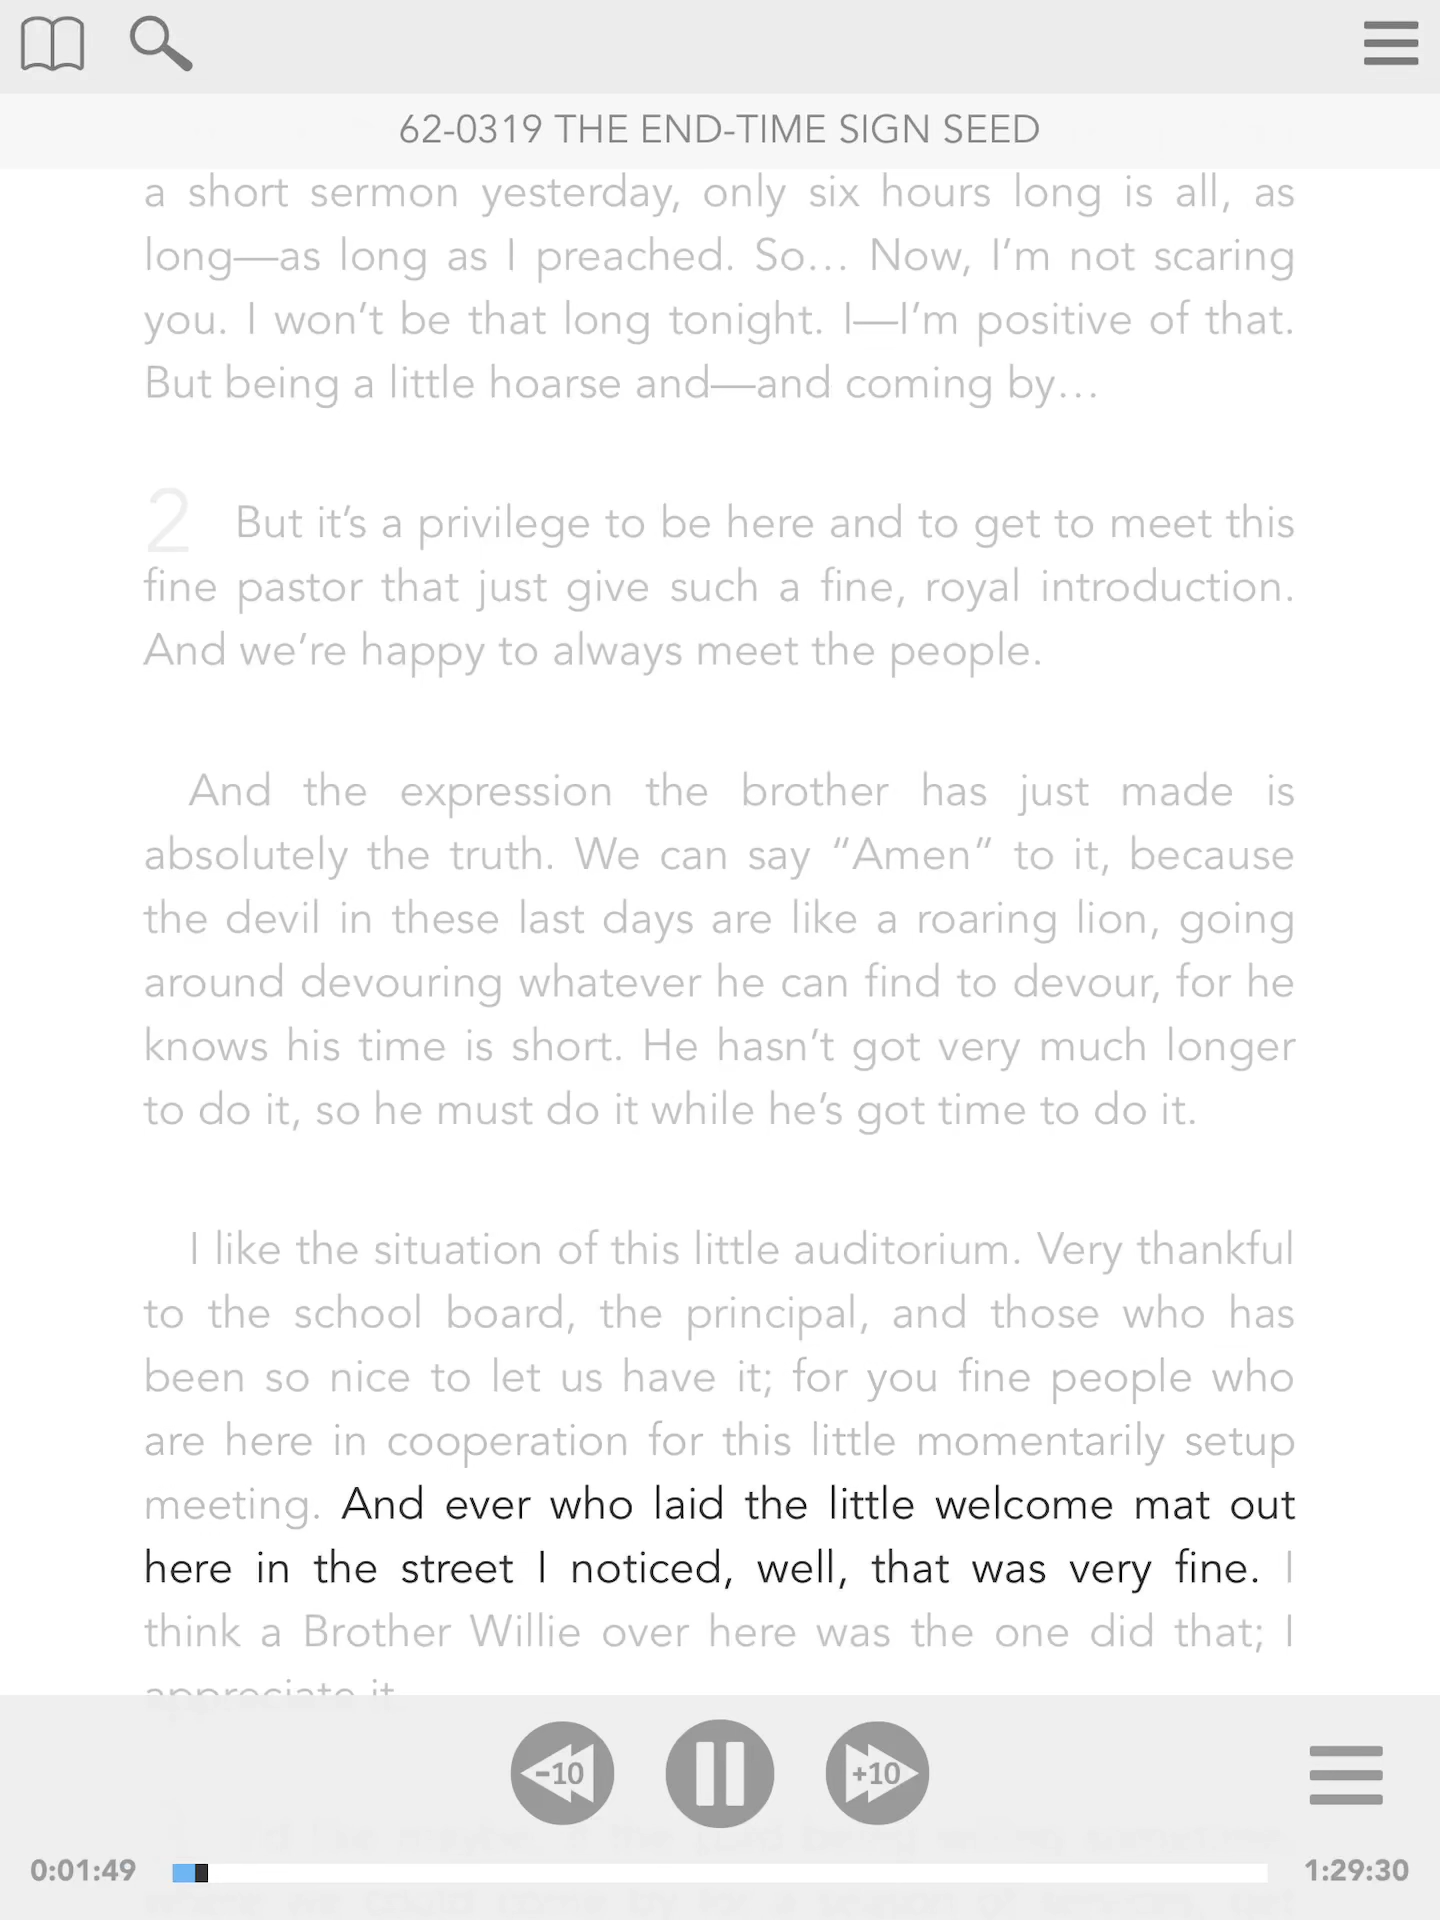 62-0319 THE END-TIME SIGN SEED
a short sermon yesterday, only six hours long is all, as
long—as long as I preached. So… Now, I’m not scaring
you. I won’t be that long tonight. I—I’m positive of that.
But being a little hoarse and—and coming by…
2 But it’s a privilege to be here and to get to meet this
fine pastor that just give such a fine, royal introduction.
And we’re happy to always meet the people.
And the expression the brother has just made is
absolutely the truth. We can say “Amen” to it, because
the devil in these last days are like a roaring lion, going
around devouring whatever he can find to devour, for he
knows his time is short. He hasn’t got very much longer
to do it, so he must do it while he’s got time to do it.
I like the situation of this little auditorium. Very thankful
to the school board, the principal, and those who has
been so nice to let us have it; for you fine people who
are here in cooperation for this little momentarily setup
meeting. And ever who laid the little welcome mat out
here in the street I noticed, well, that was very fine. I
think a Brother Willie over here was the one did that; I
appreciate it
-10
+10
0:01:49
1:29:30